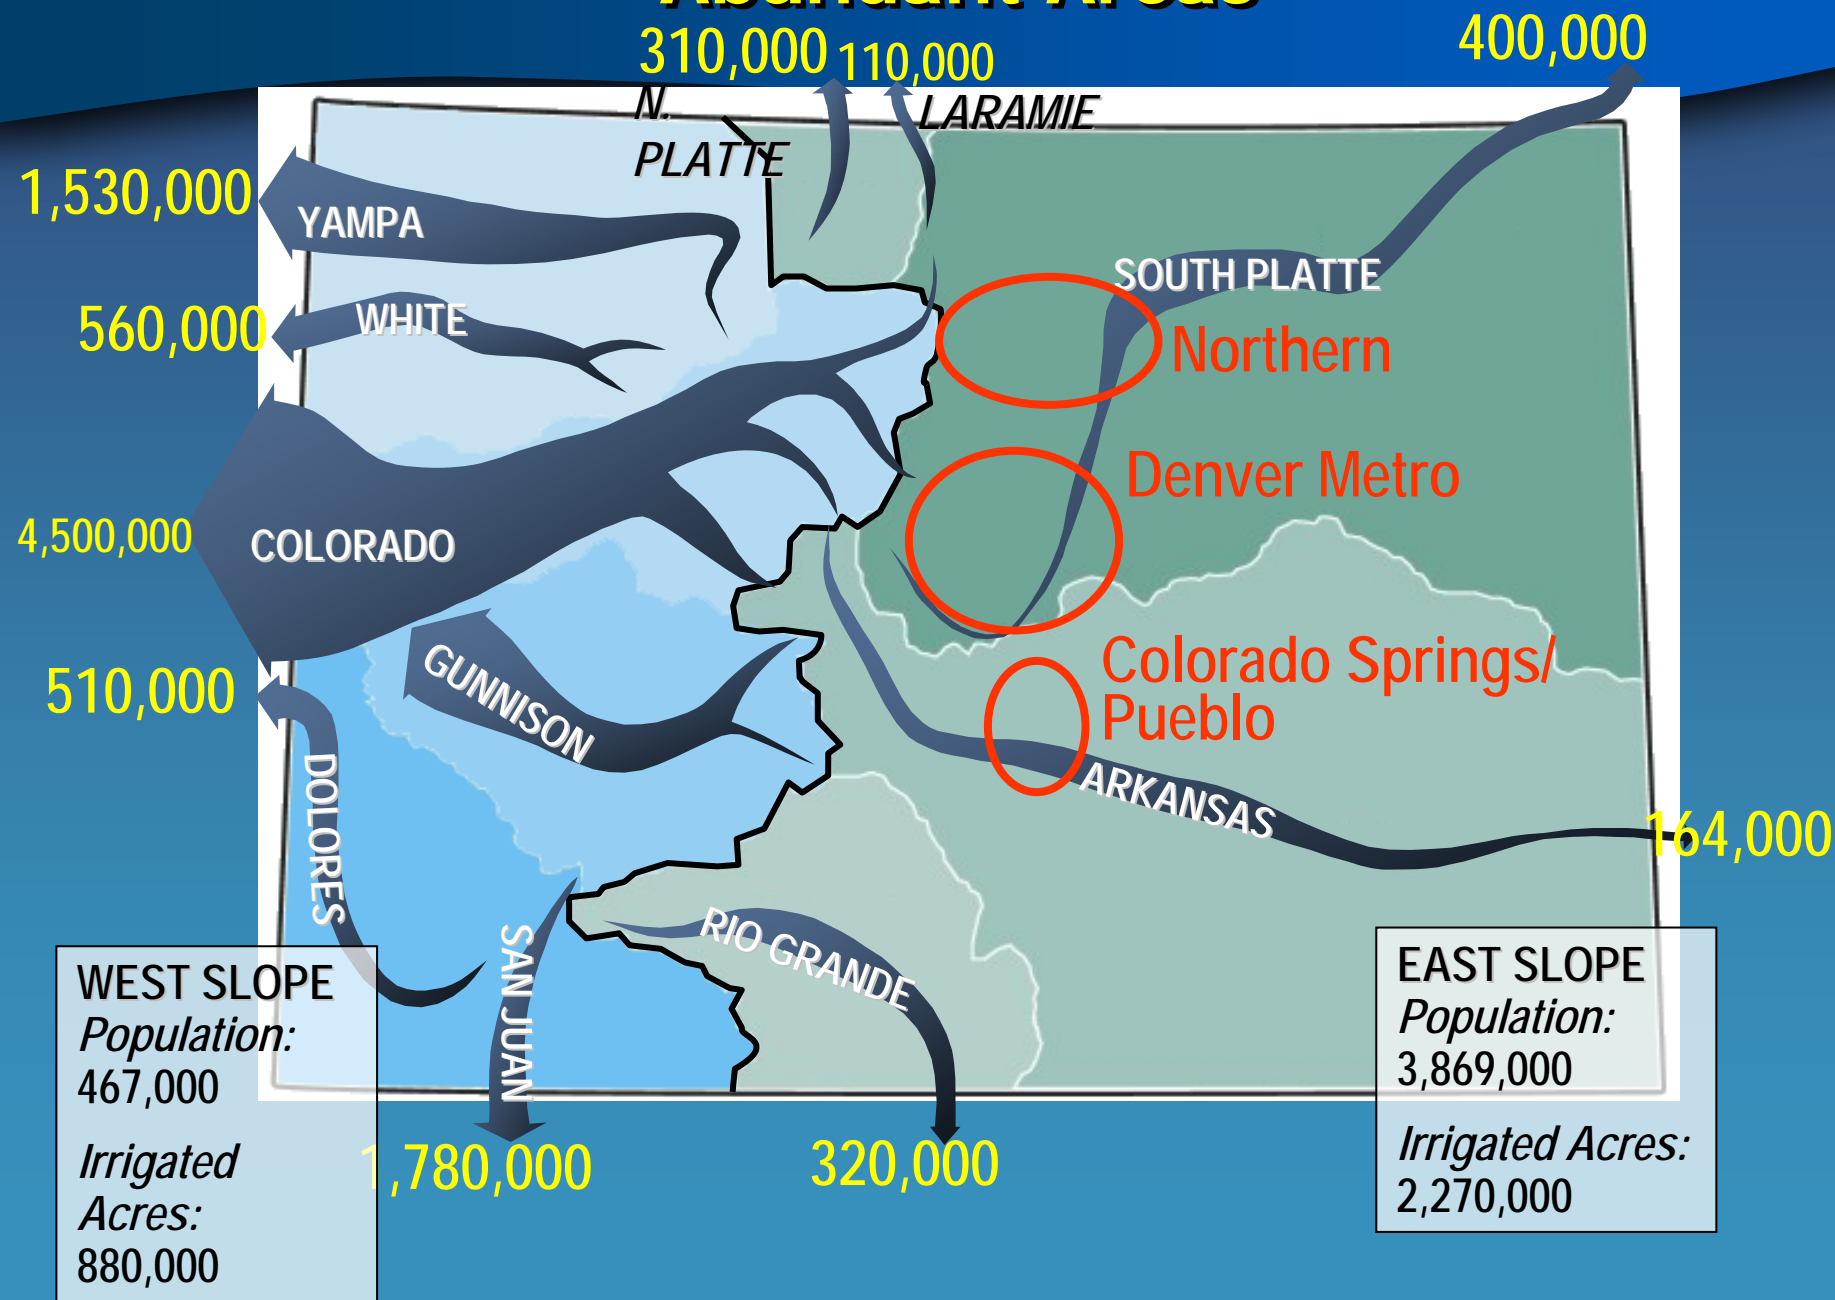 Abundant Areas
310,000
110,000
400,000
N.
PLATTE
LARAMIE
1,530,000
YAMPA
SOUTH PLATTE
560,000
WHITE
Northern
Denver Metro
4,500,000
COLORADO
Colorado Springs/
Pueblo
510,000
GUNNISON
DOLORES
ARKANSAS
164,000
SAN JUAN
RIO GRANDE
WEST SLOPE
Population:
467,000
Irrigated
Acres:
880,000
EAST SLOPE
Population:
3,869,000
Irrigated Acres:
2,270,000
1,780,000
320,000